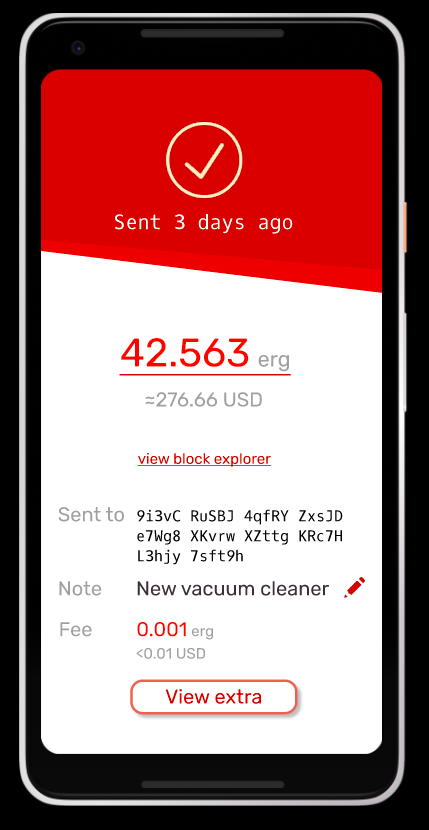 Sent 3 days ago
42.563 erg
≈276.66 USD
view block explorer
Sent to 9i3vC RuSBJ 4qfRY ZxsJD
e7Wg8 XKvrw XZttg KRc7H
L3hjy 7sft9h
Note New vacuum cleaner
Fee 0.001 erg
<0.01 USD
View extra